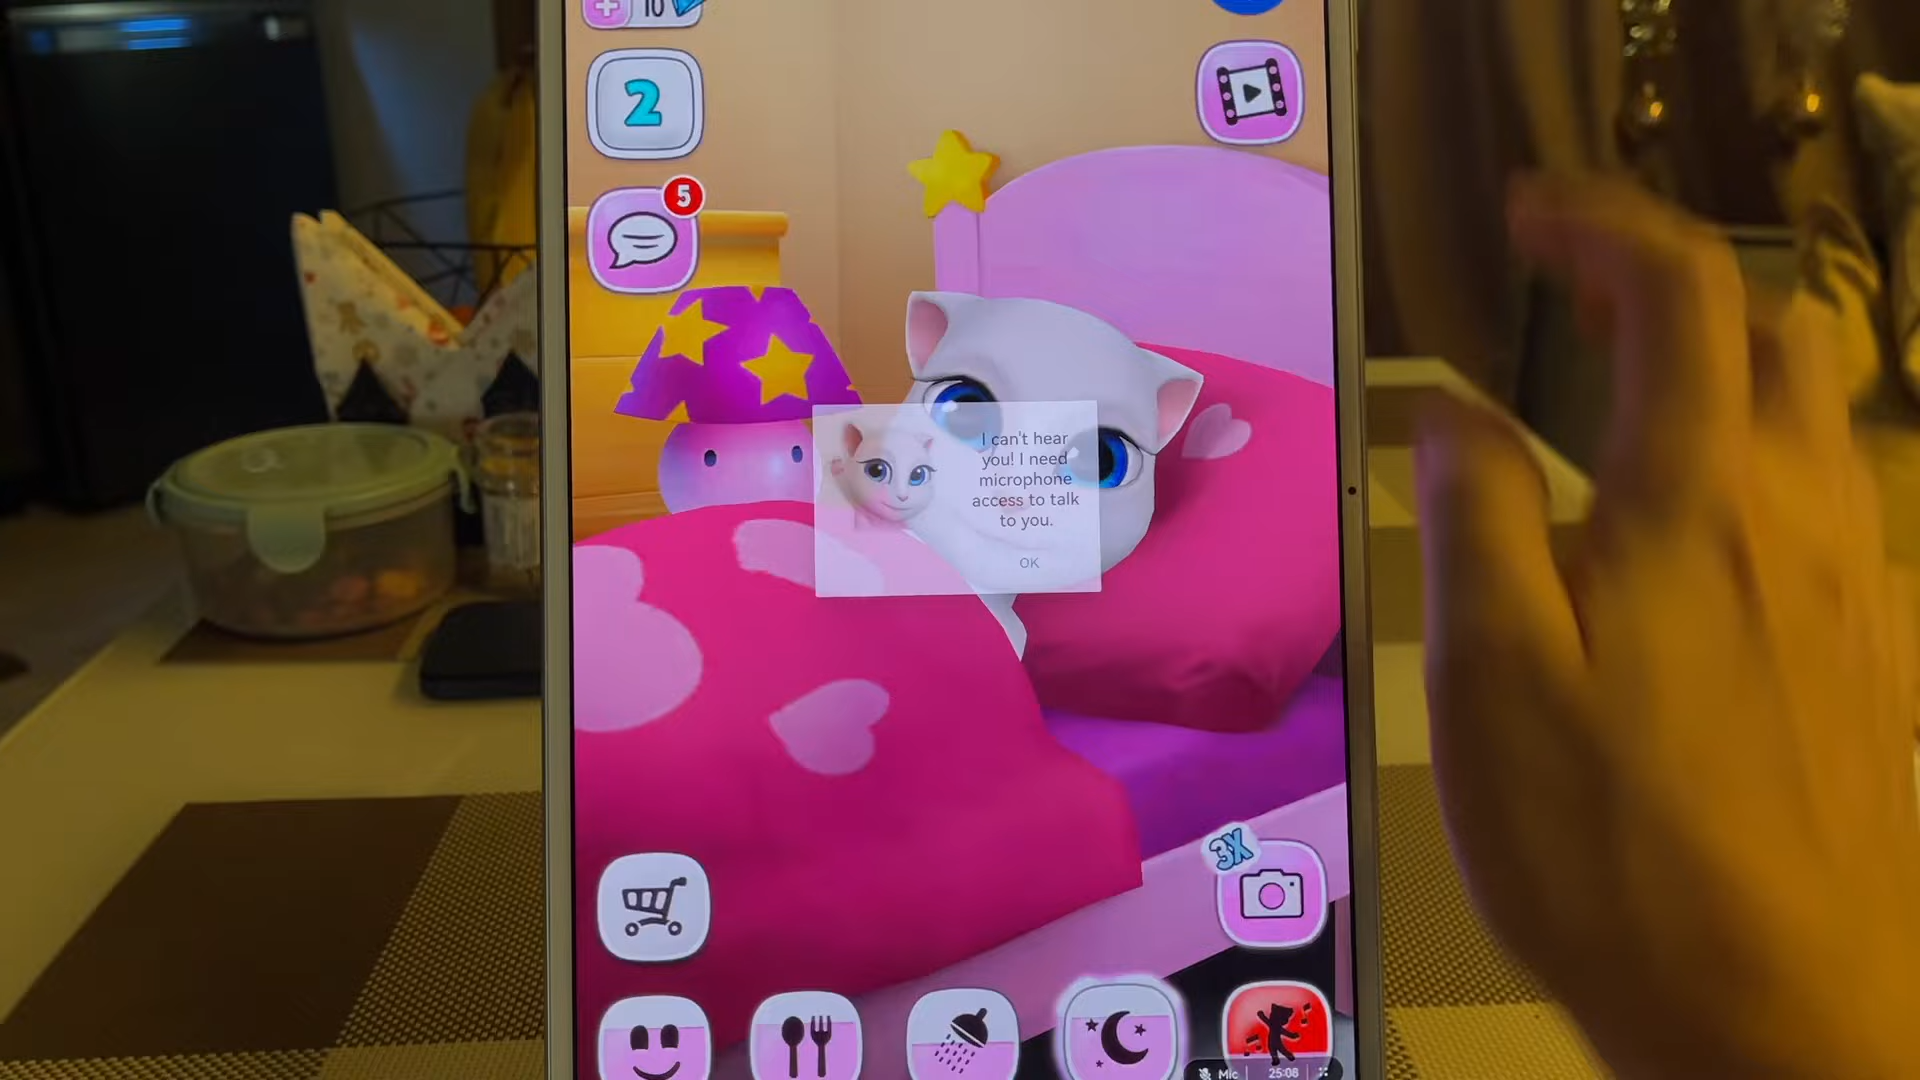 10
2
5
I can't hear
you! I need
microphone
access to talk
to you.
OK
3X
Mic
25:08